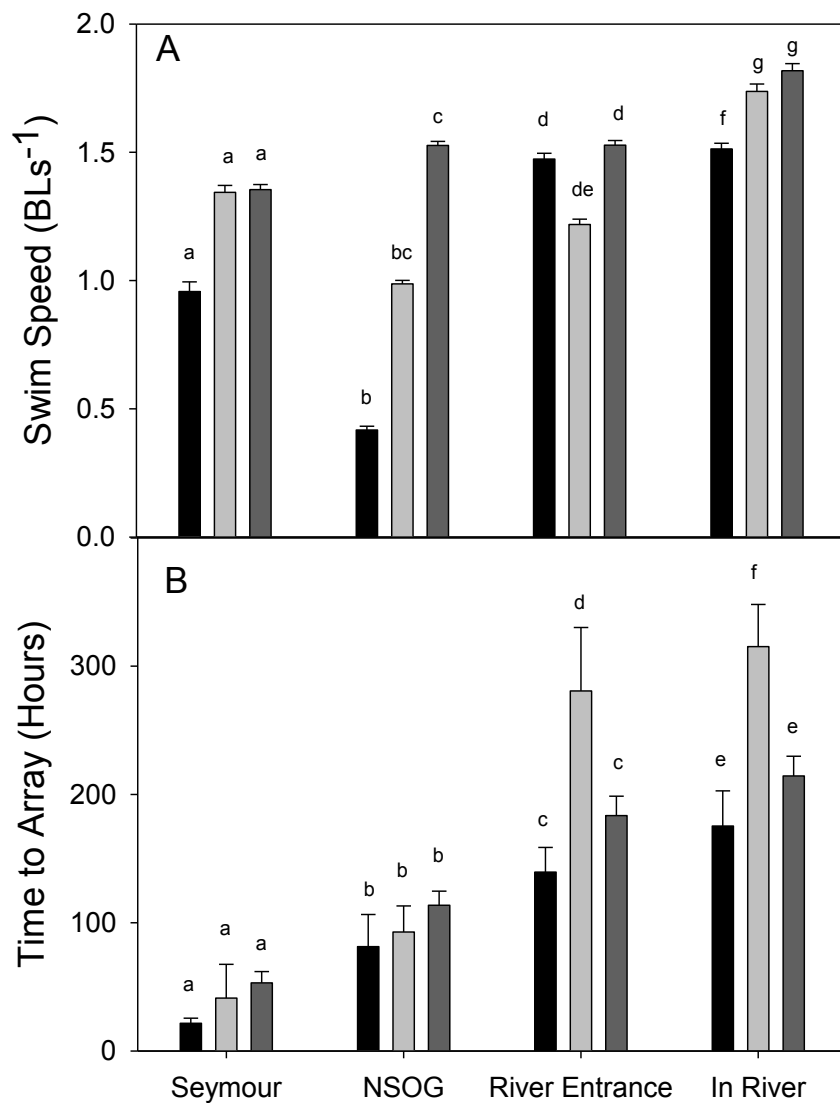 A
Swim Speed (BLs-1)
2.0
1.5
1.0
0.5
0.0
a
a
a
b
bc
c
d
de
d
f
g
g
B
Time to Array (Hours)
300
200
100
0
a
a
a
b
b
b
c
d
c
e
f
e
Seymour
NSOG
River Entrance
In River